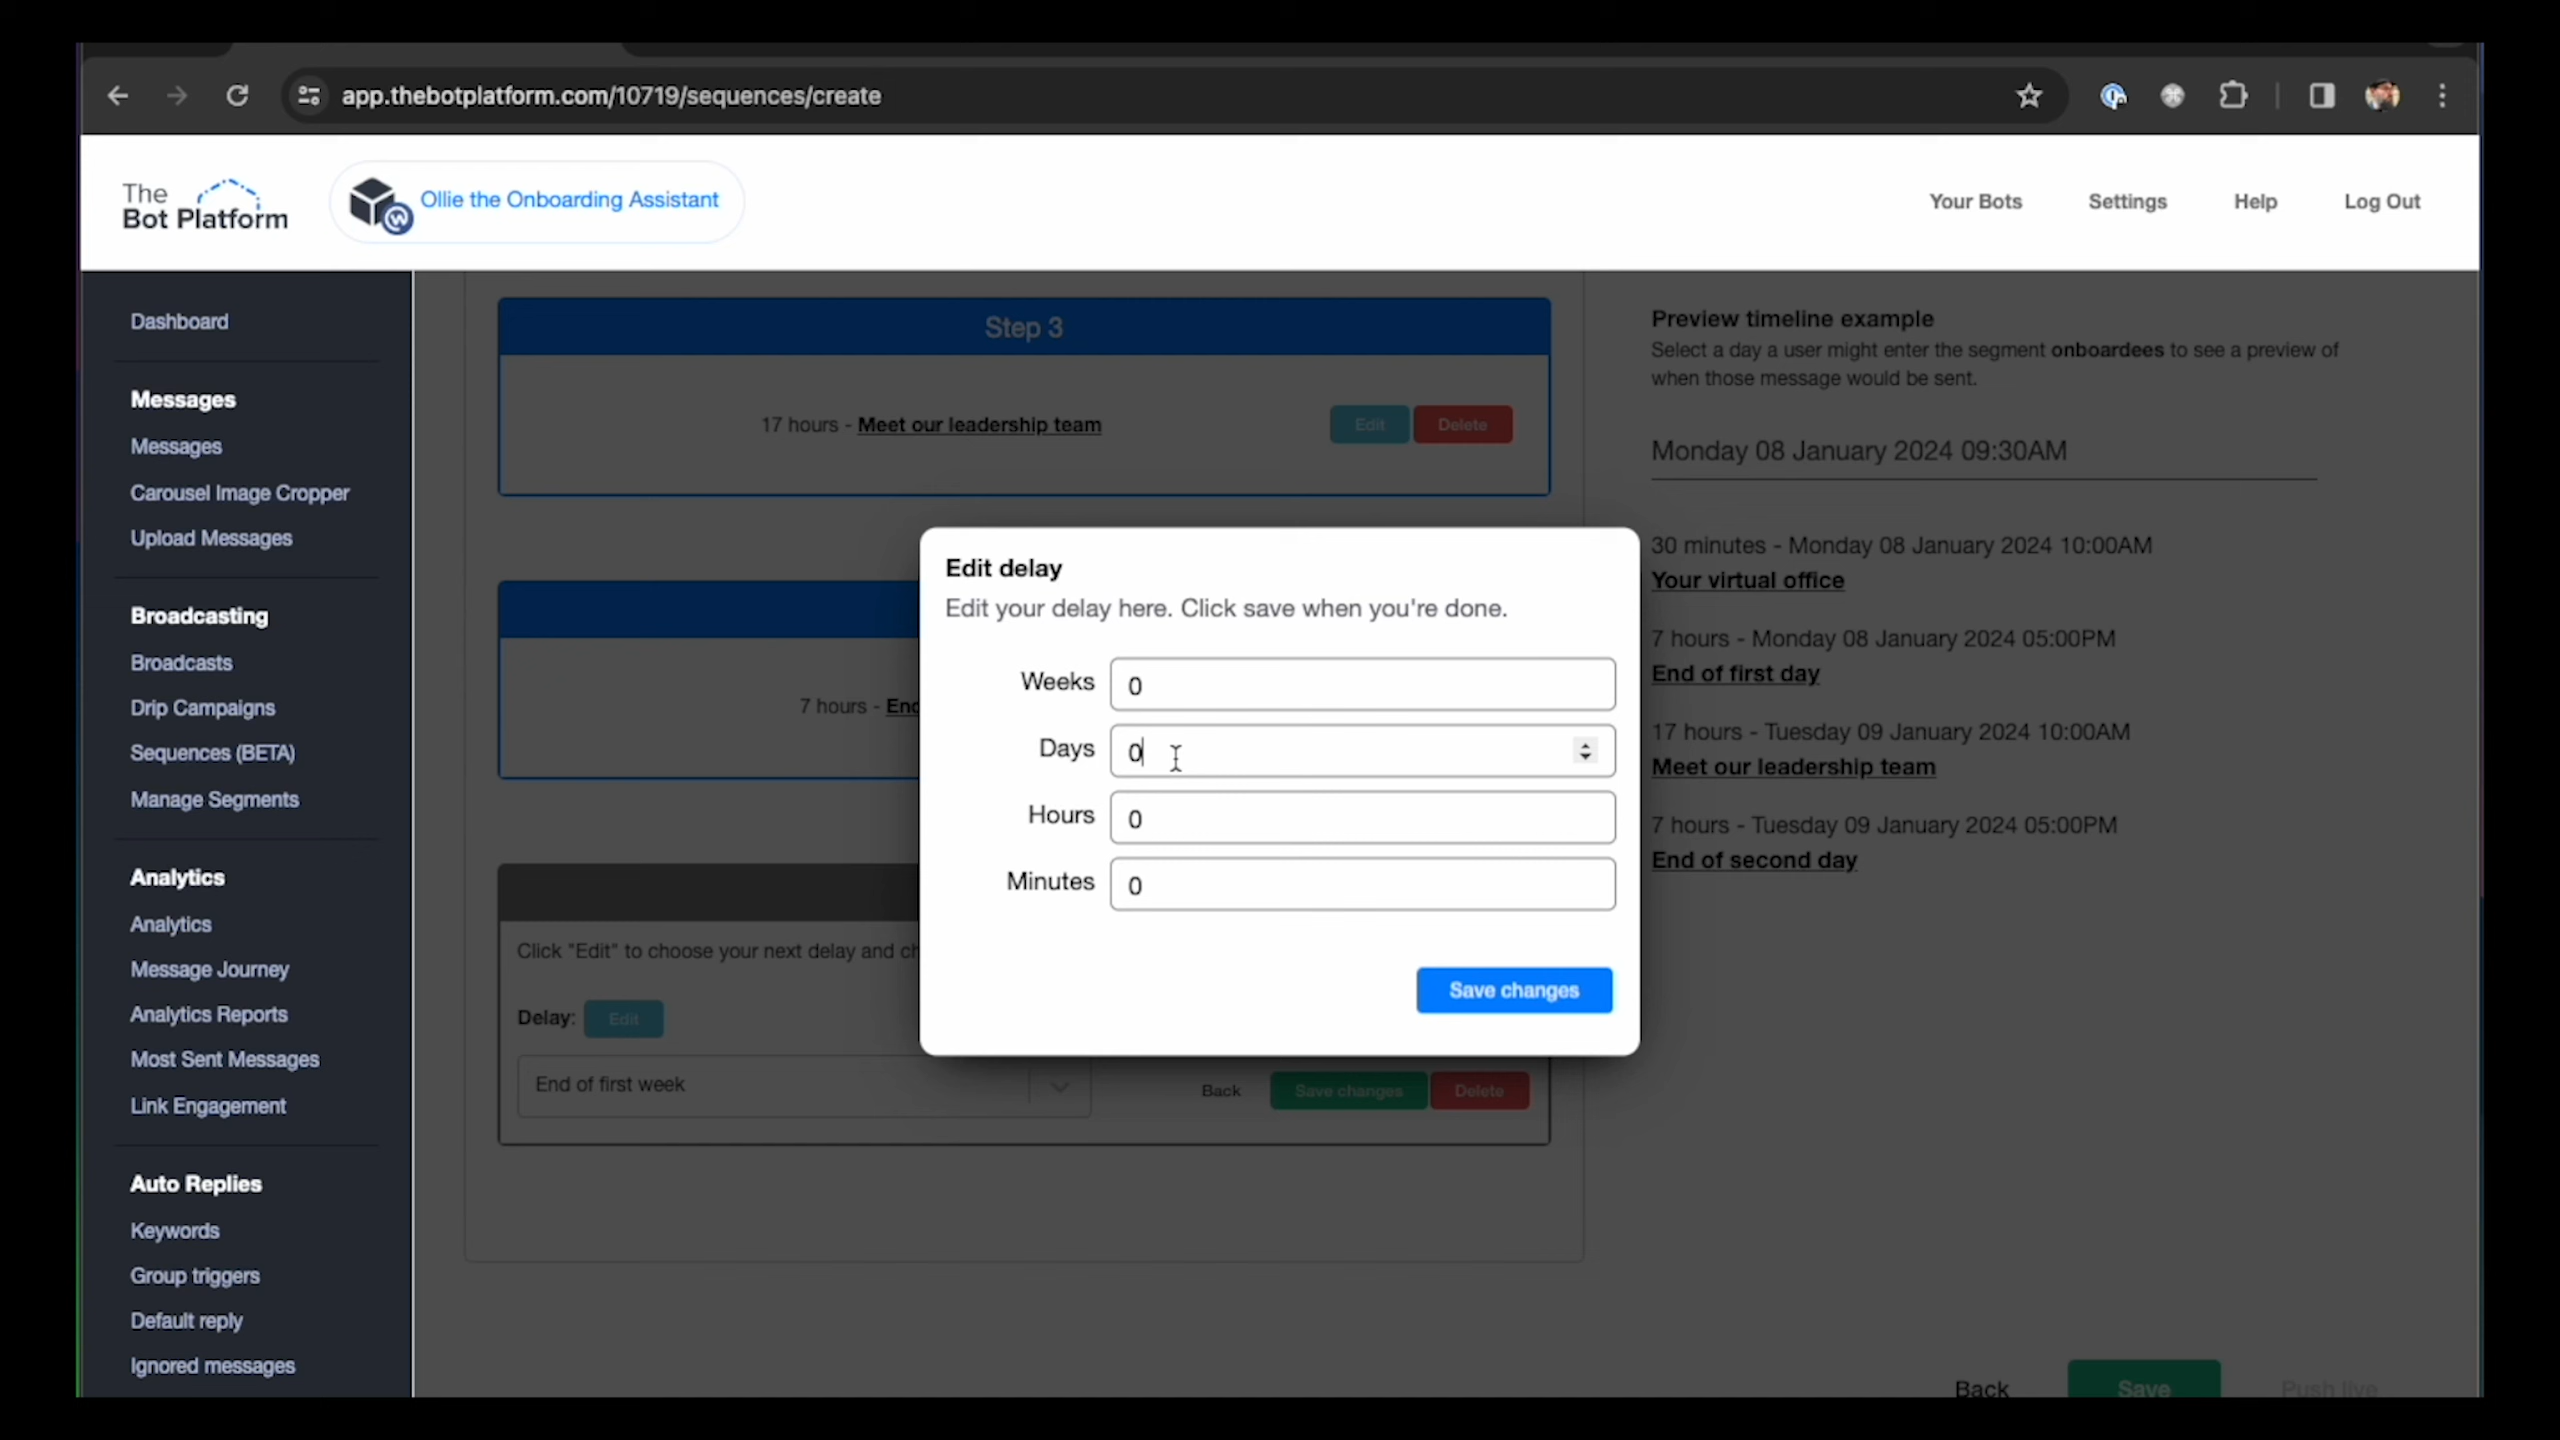 app.thebotplatform.com/10719/sequences/create
The
Bot Platform
Ollie the Onboarding Assistant
Your Bots
Settings
Help
Log Out
Dashboard
Messages
Messages
Carousel Image Cropper
Upload Messages
Broadcasting
Broadcasts
Drip Campaigns
Sequences (BETA)
Manage Segments
Analytics
Analytics
Message Journey
Analytics Reports
Most Sent Messages
Link Engagement
Auto Replies
Keywords
Group triggers
Default reply
Ignored messages
Step 3
17 hours - Meet our leadership team
Edit
Delete
7 hours - End
Click "Edit" to choose your next delay and ch
Delay:
Edit
End of first week
Back
Save changes
Delete
Edit delay
Edit your delay here. Click save when you're done.
Weeks
0
Days
0
Hours
0
Minutes
0
Save changes
Preview timeline example
Select a day a user might enter the segment onboardees to see a preview of
when those message would be sent.
Monday 08 January 2024 09:30AM
30 minutes - Monday 08 January 2024 10:00AM
Your virtual office
7 hours - Monday 08 January 2024 05:00PM
End of first day
17 hours - Tuesday 09 January 2024 10:00AM
Meet our leadership team
7 hours - Tuesday 09 January 2024 05:00PM
End of second day
Back
Save
Push live